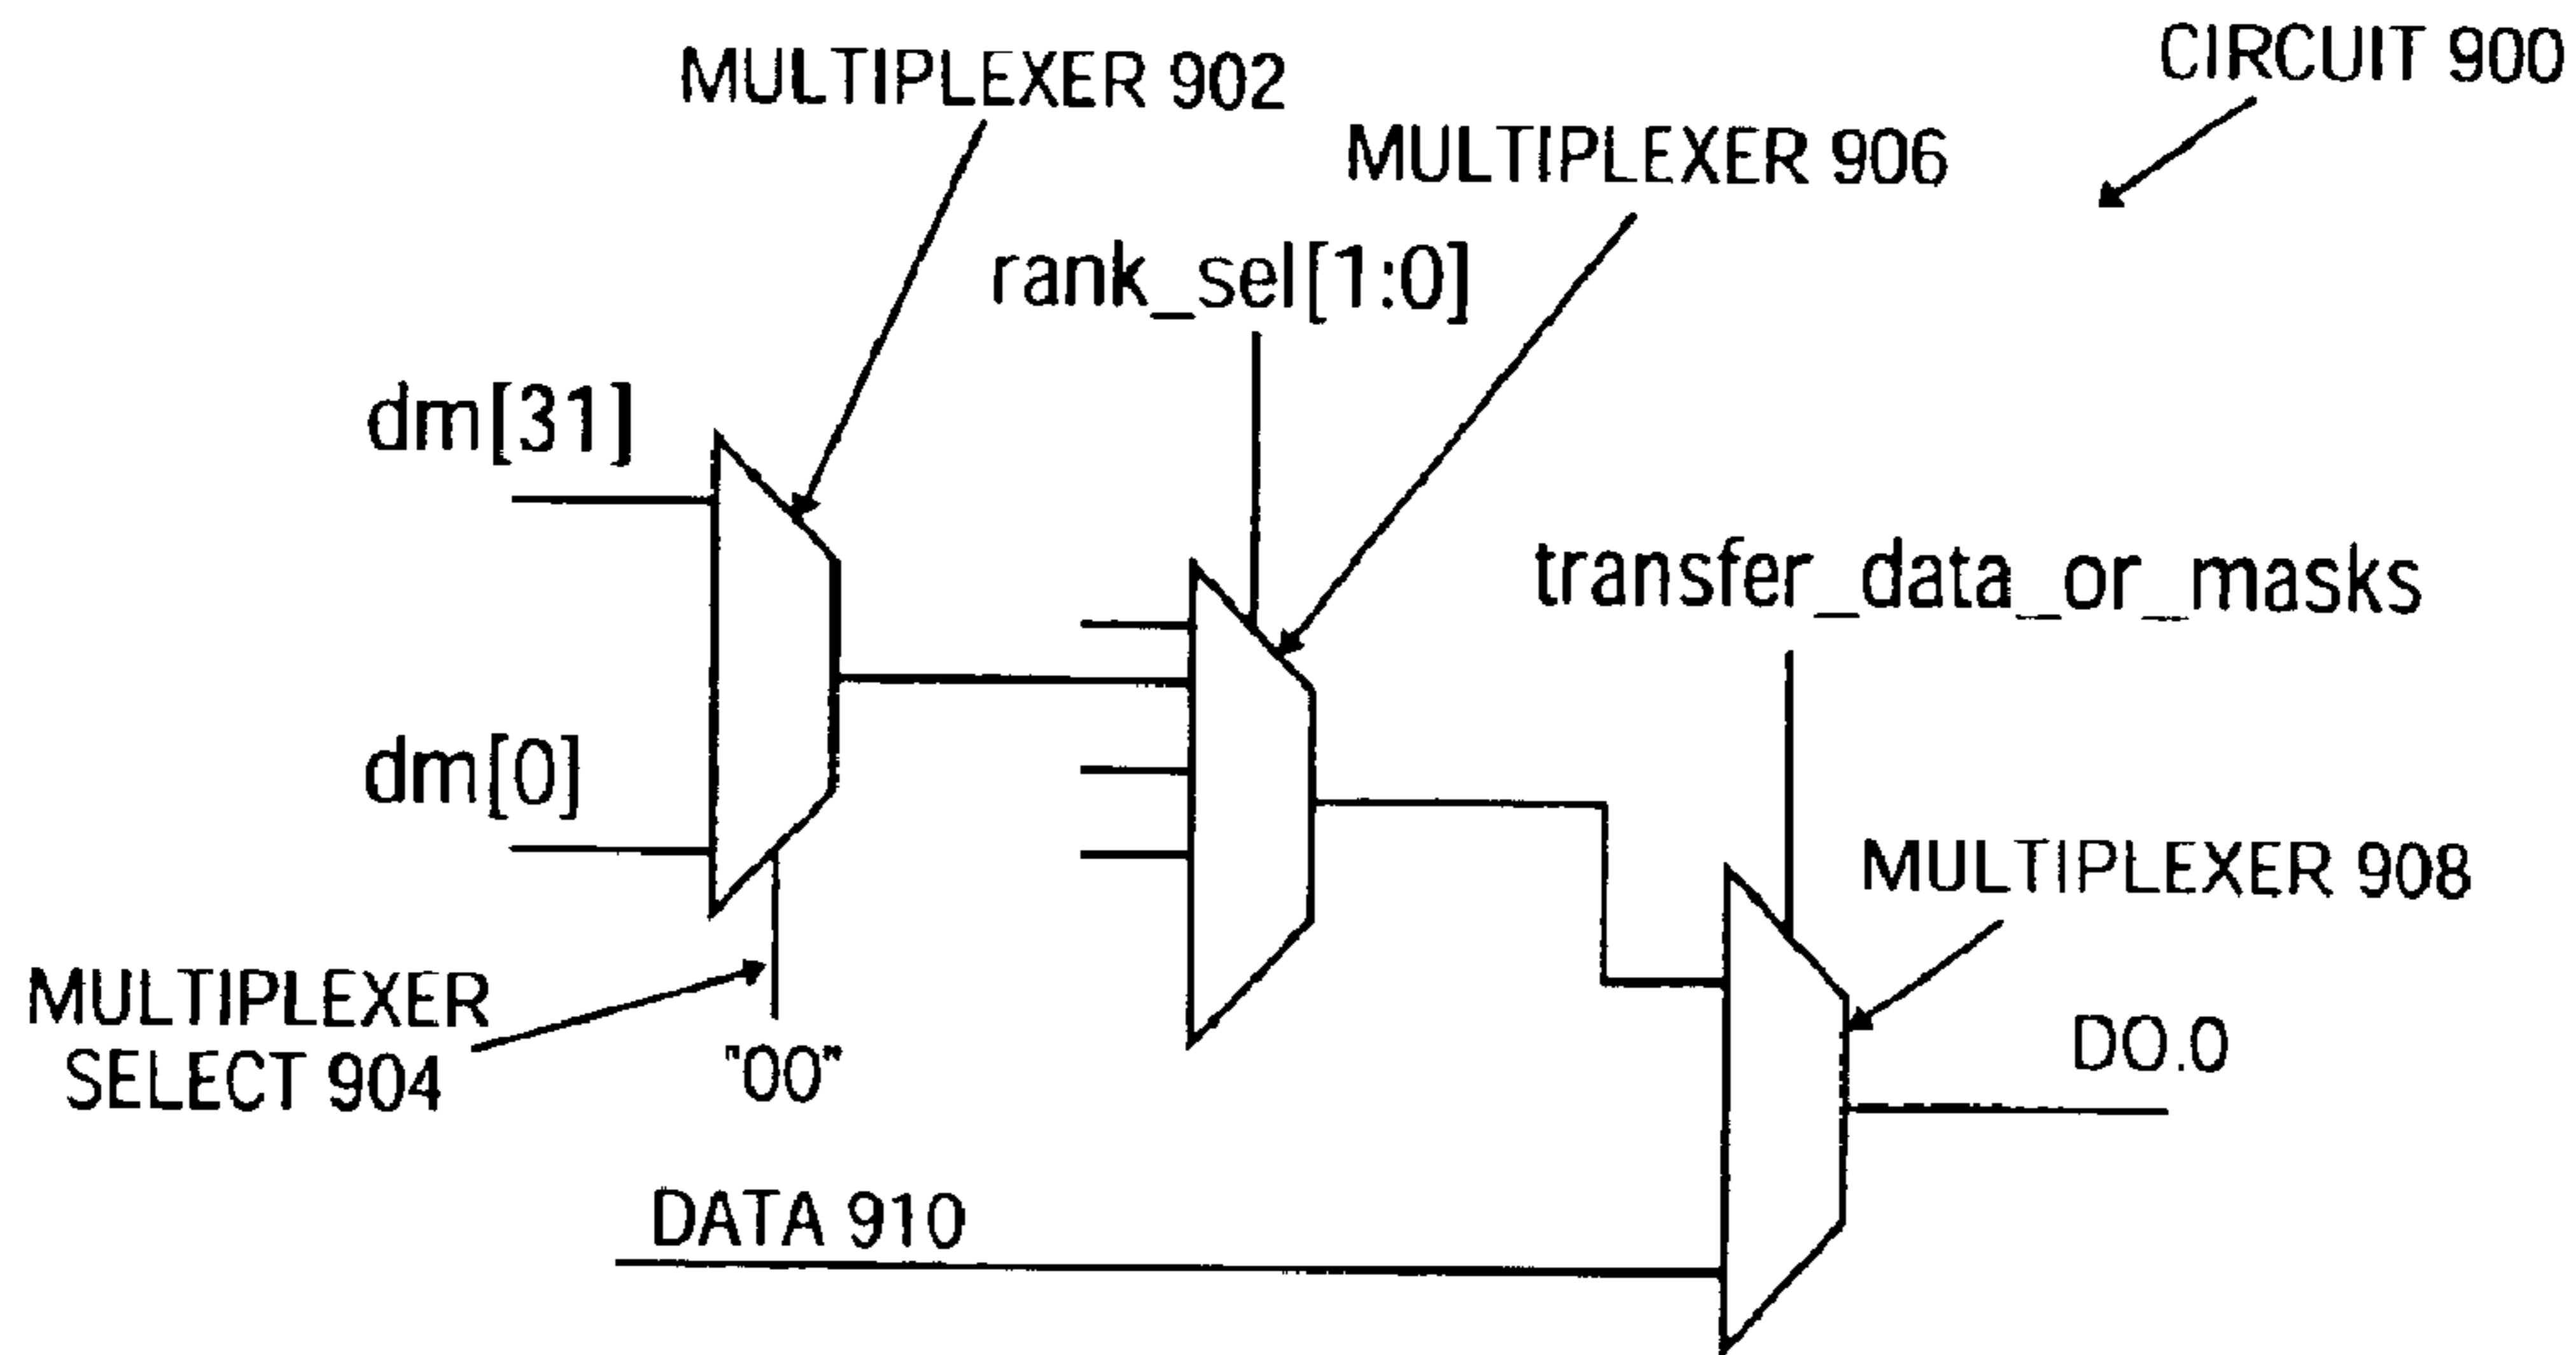 CIRCUIT 900
MULTIPLEXER 902
MULTIPLEXER 906
rank_sel[1:0]
dm[31]
transfer_data_or_masks
dm[0]
MULTIPLEXER 908
MULTIPLEXER
SELECT 904
"00"
DO.0
DATA 910